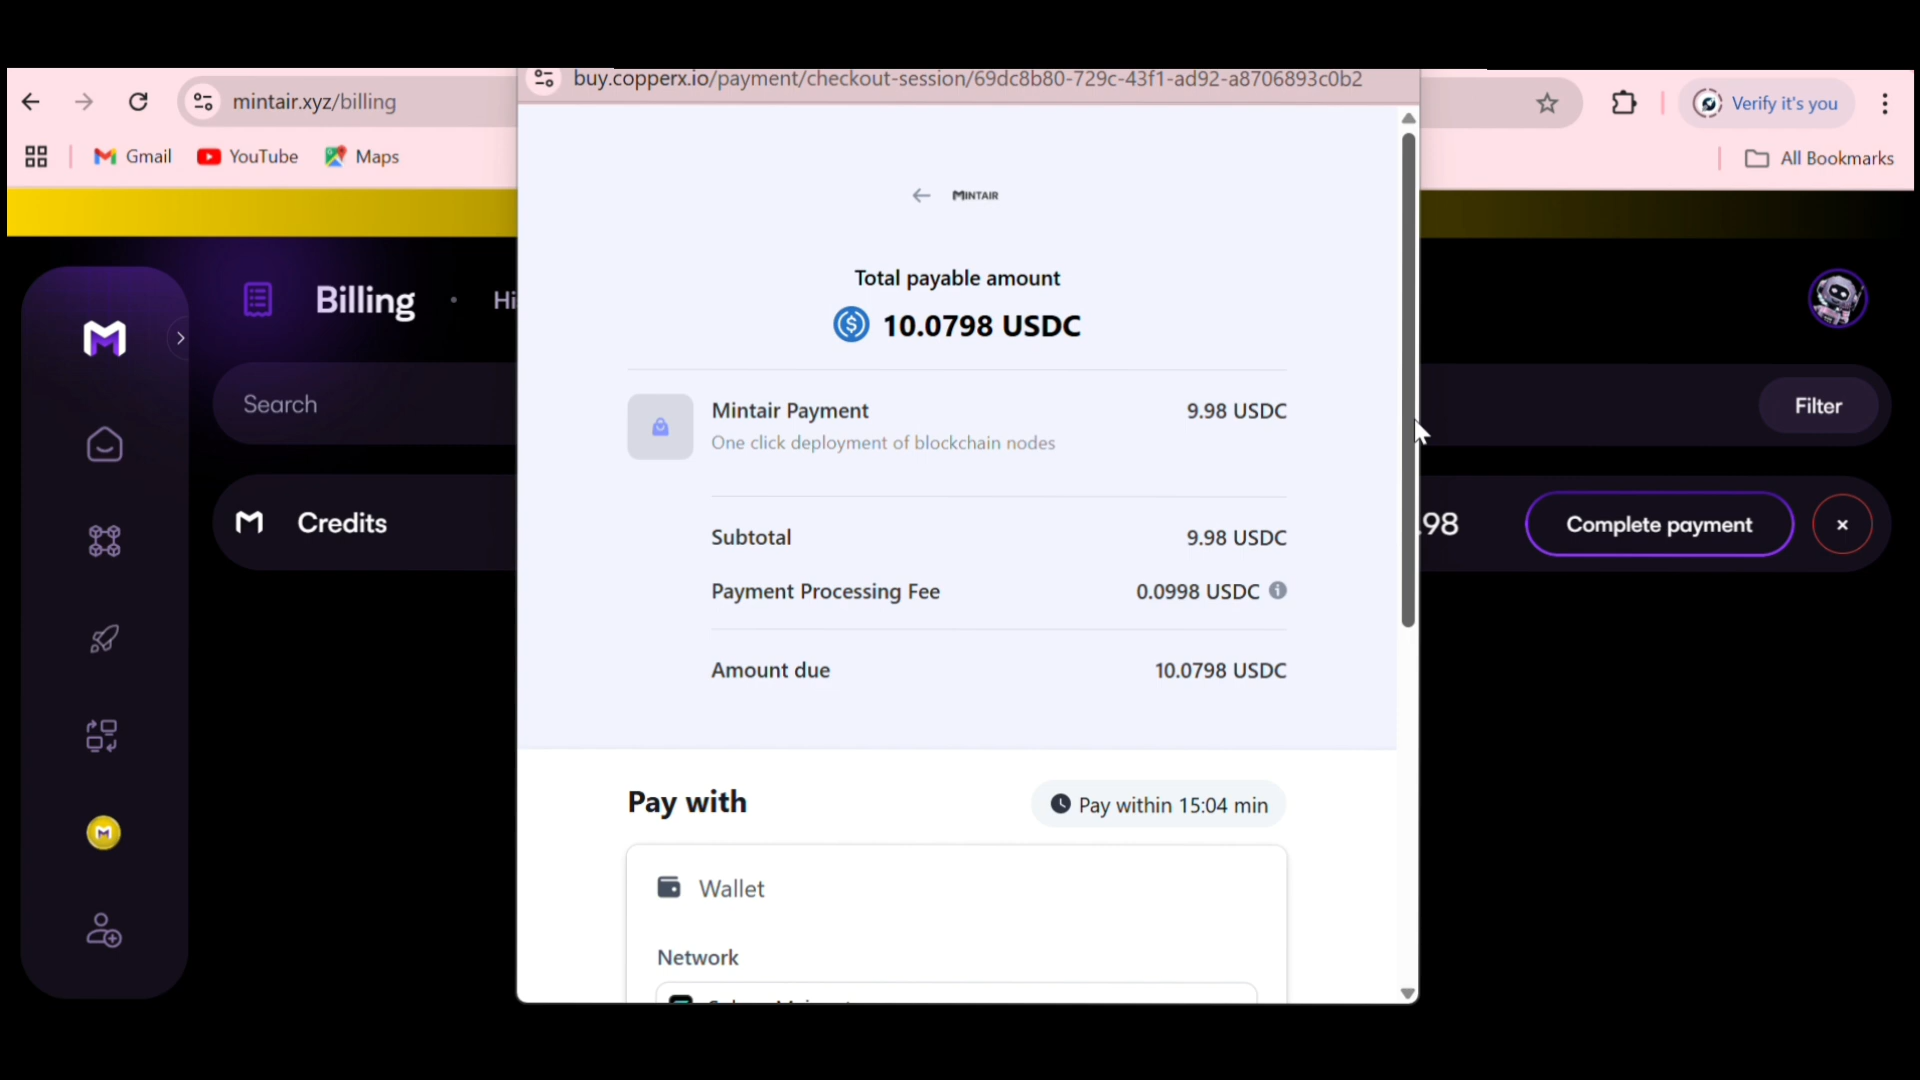 mintair.xyz/billing
buy.copperx.io/payment/checkout-session/69dc8b80-729c-43f1-ad92-a8706893c0b2
Verify it's you
Gmail
YouTube
Maps
All Bookmarks
MINTAIR
Billing
Hi
Total payable amount
10.0798 USDC
Search
Filter
Mintair Payment
9.98 USDC
One click deployment of blockchain nodes
Credits
.98
Complete payment
Subtotal
9.98 USDC
Payment Processing Fee
0.0998 USDC
Amount due
10.0798 USDC
Pay with
Pay within 15:04 min
Wallet
Network